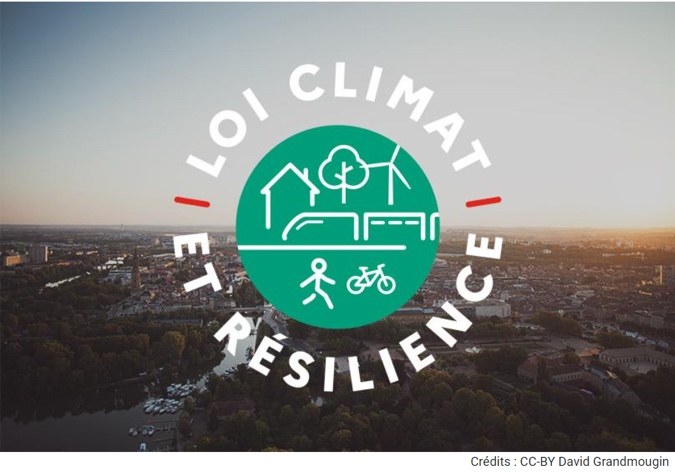 LOI CLIMAT
ET RÉSILIENCE
Crédits : CC-BY David Grandmougin